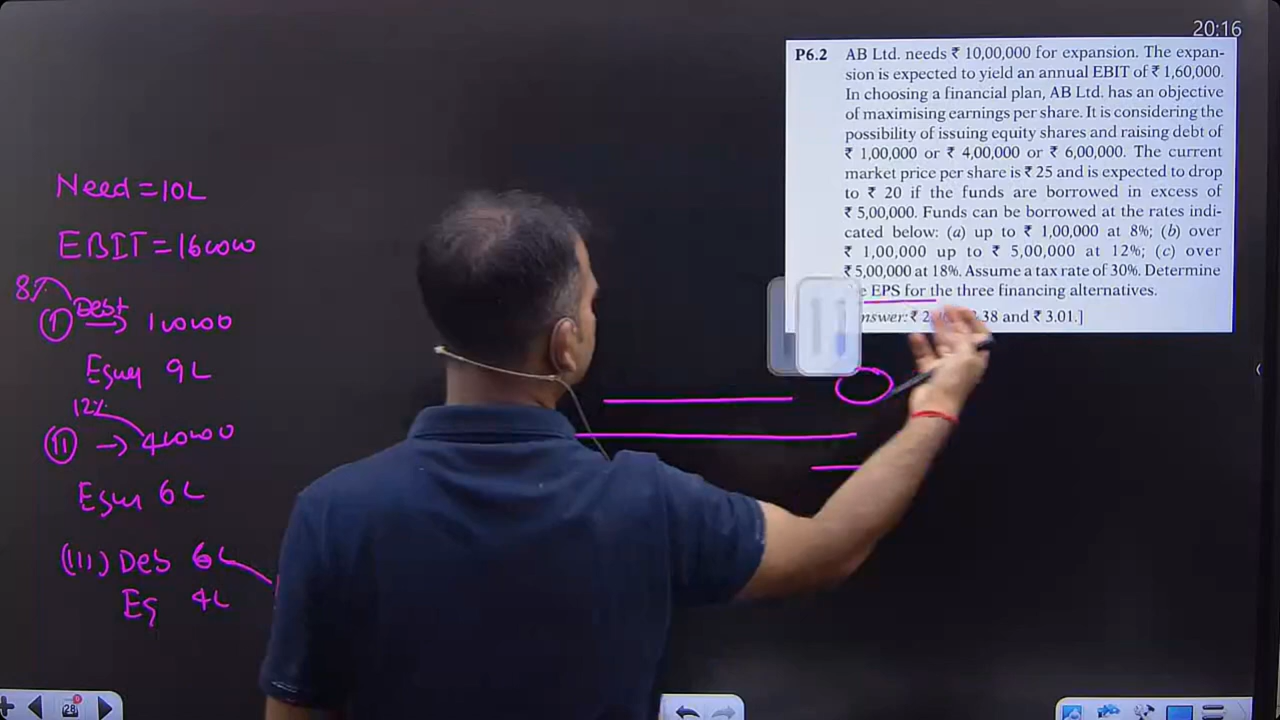 20:16
P6.2 AB Ltd. needs ₹ 10,00,000 for expansion. The expan-
sion is expected to yield an annual EBIT of ₹ 1,60,000.
In choosing a financial plan, AB Ltd. has an objective
of maximising earnings per share. It is considering the
possibility of issuing equity shares and raising debt of
₹ 1,00,000 or ₹ 4,00,000 or ₹ 6,00,000. The current
market price per share is ₹ 25 and is expected to drop
to ₹ 20 if the funds are borrowed in excess of
₹ 5,00,000. Funds can be borrowed at the rates indi-
cated below: (a) up to ₹ 1,00,000 at 8%; (b) over
₹ 1,00,000 up to ₹ 5,00,000 at 12%; (c) over
₹ 5,00,000 at 18%. Assume a tax rate of 30%. Determine
EPS for the three financing alternatives.
and ₹ 3.01.]
Need = 10L
EBIT = 160000
8%
Debt
(I) → 100000
Equy 9L
12%
(II) → 400000
Equy 6L
(III) Deb 6L
Eq 4L
28